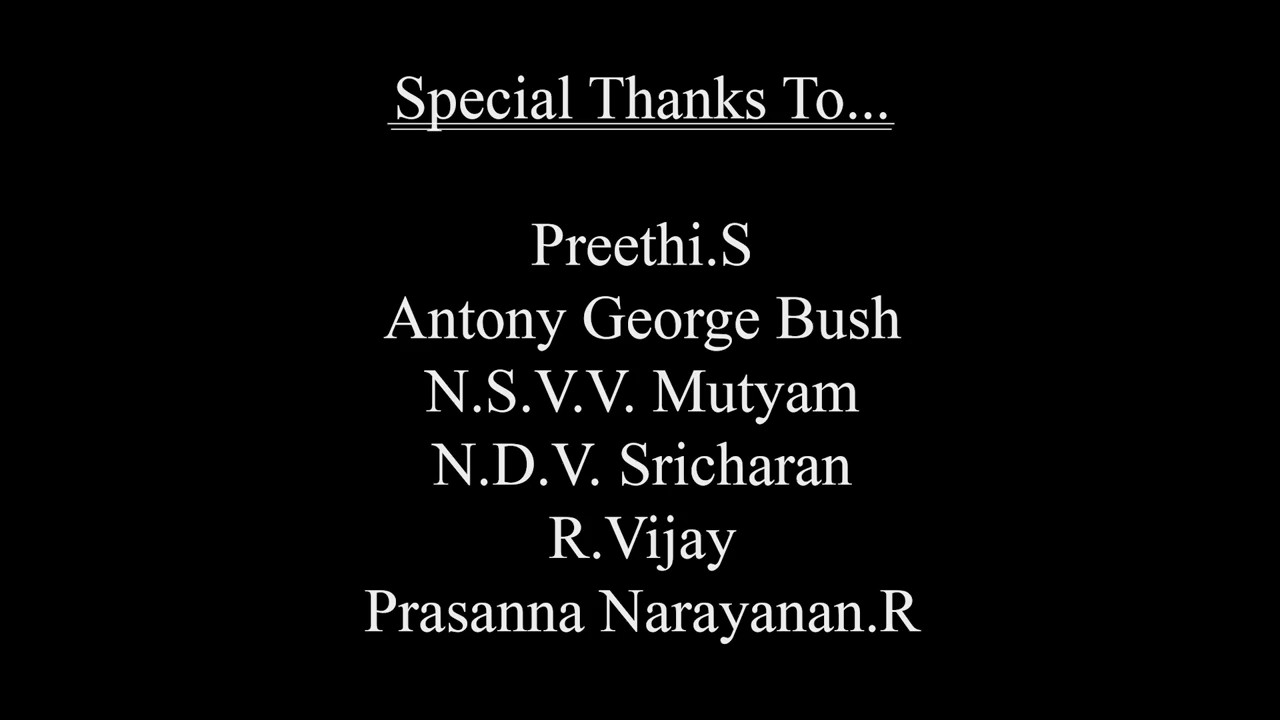 Special Thanks To...
Preethi.S
Antony George Bush
N.S.V.V. Mutyam
N.D.V. Sricharan
R.Vijay
Prasanna Narayanan.R